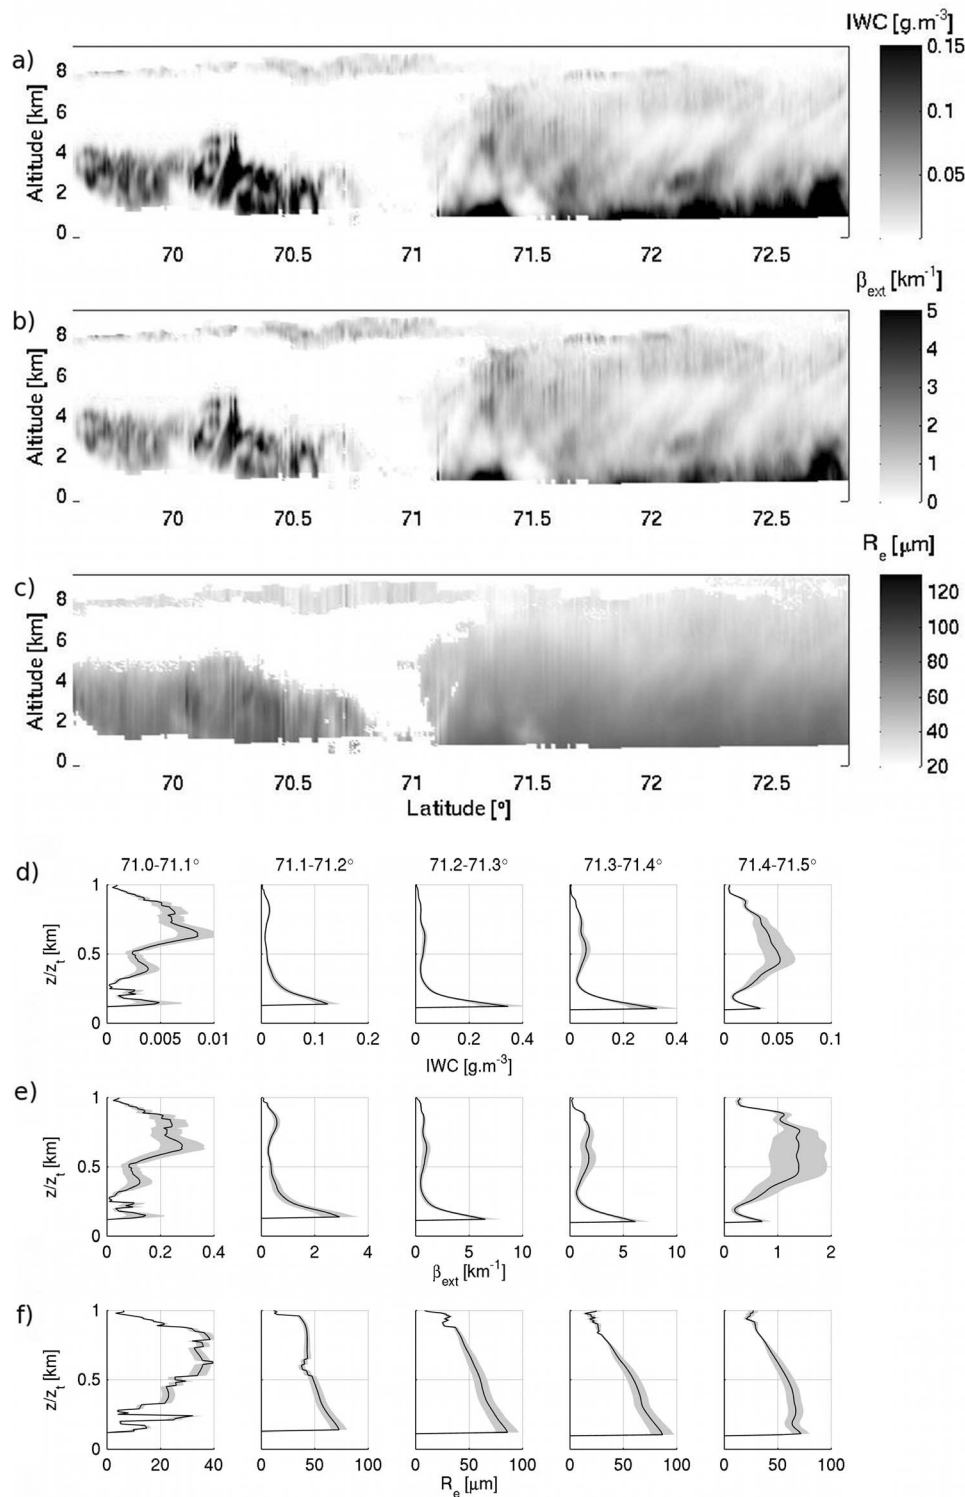 IWC [g.m-3]
a)
Altitude [km]
8
6
4
2
0
70 70.5 71 71.5 72 72.5
0.15
0.1
0.05
βext [km-1]
b)
Altitude [km]
8
6
4
2
0
70 70.5 71 71.5 72 72.5
5
4
3
2
1
0
Re [μm]
c)
Altitude [km]
8
6
4
2
0
70 70.5 71 71.5 72 72.5
Latitude [º]
120
100
80
60
40
20
d)
71.0-71.1° 71.1-71.2° 71.2-71.3° 71.3-71.4° 71.4-71.5°
z/zt [km]
1
0.5
0
0 0.005 0.01 0 0.1 0.2 0 0.2 0.4 0 0.2 0.4 0 0.05 0.1
IWC [g.m-3]
e)
z/zt [km]
1
0.5
0
0 0.2 0.4 0 2 4 0 5 10 0 5 10 0 1 2
βext [km-1]
f)
z/zt [km]
1
0.5
0
0 20 40 0 50 100 0 50 100 0 50 100 0 50 100
Re [μm]